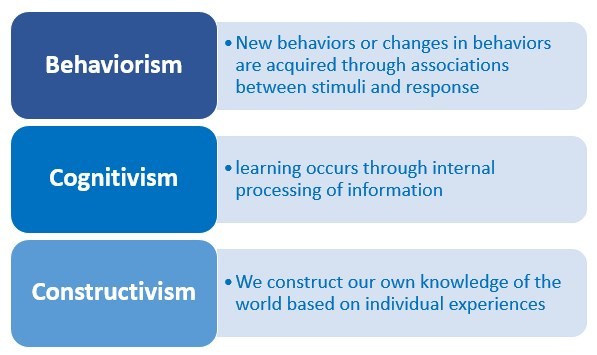 Behaviorism
• New behaviors or changes in behaviors
are acquired through associations
between stimuli and response
Cognitivism
• learning occurs through internal
processing of information
Constructivism
• We construct our own knowledge of the
world based on individual experiences